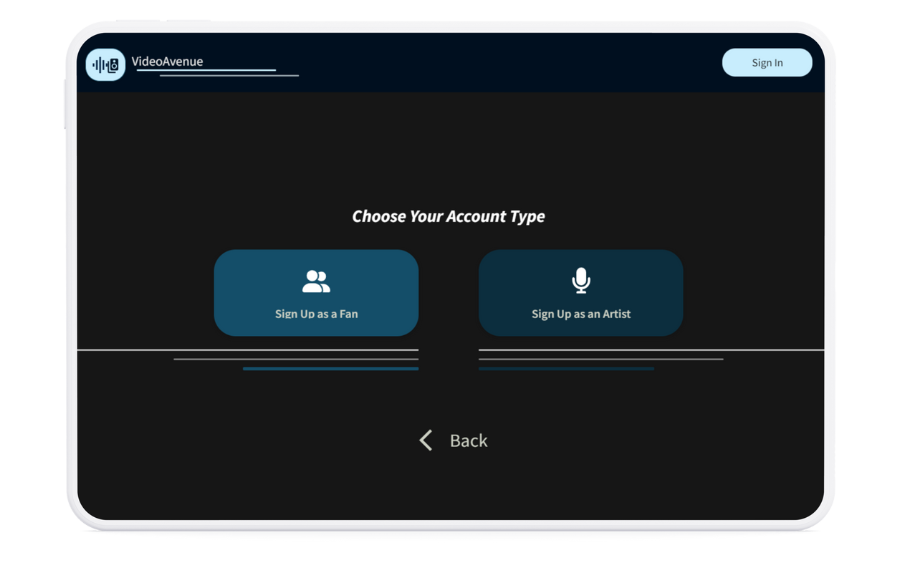 VideoAvenue
Sign In
Choose Your Account Type
Sign Up as a Fan
Sign Up as an Artist
Back